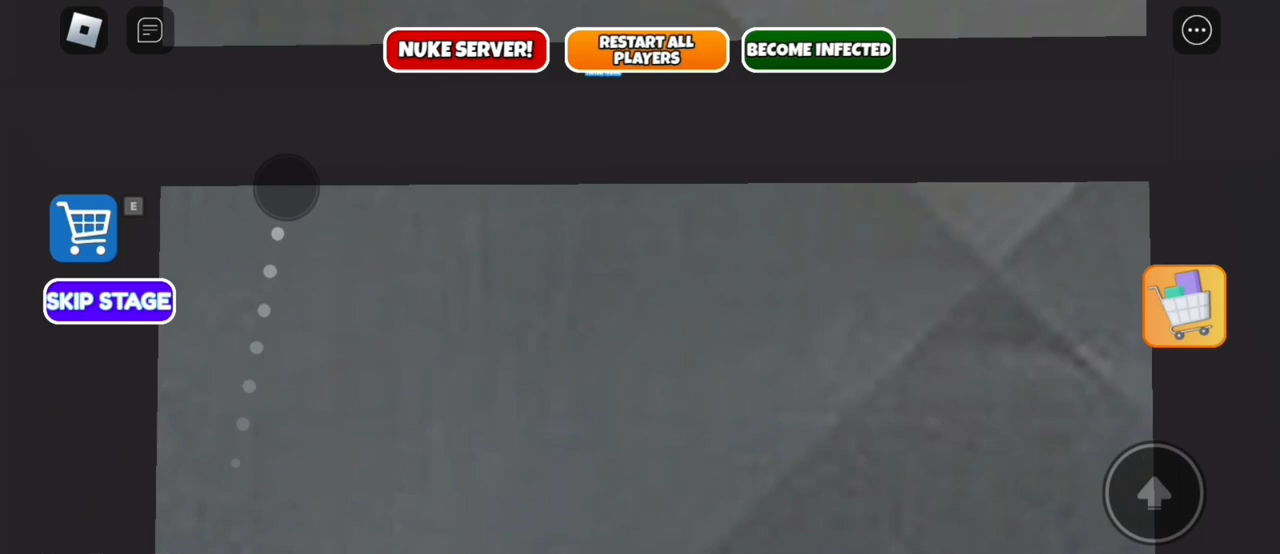 NUKE SERVER!
RESTART ALL
PLAYERS
BECOME INFECTED
E
SKIP STAGE